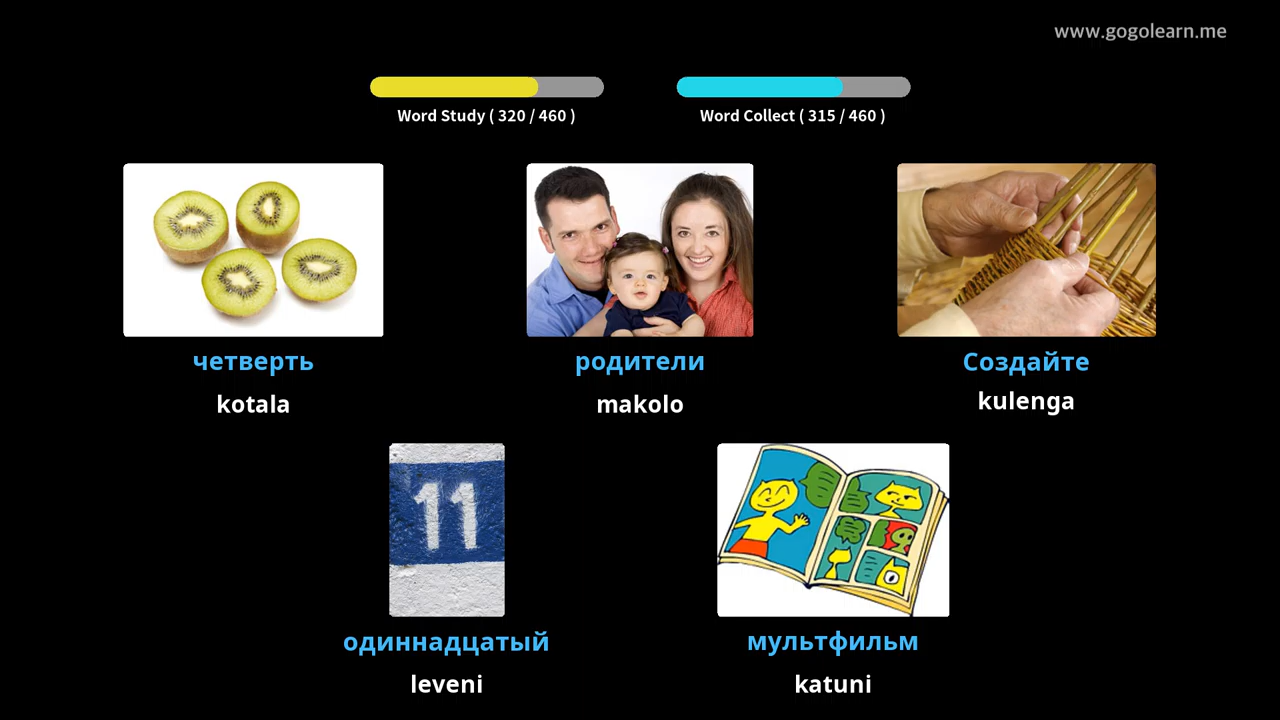 www.gogolearn.me
Word Study ( 320 / 460 )
Word Collect ( 315 / 460 )
четверть
kotala
родители
makolo
Создайте
kulenga
11
одиннадцатый
leveni
мультфильм
katuni